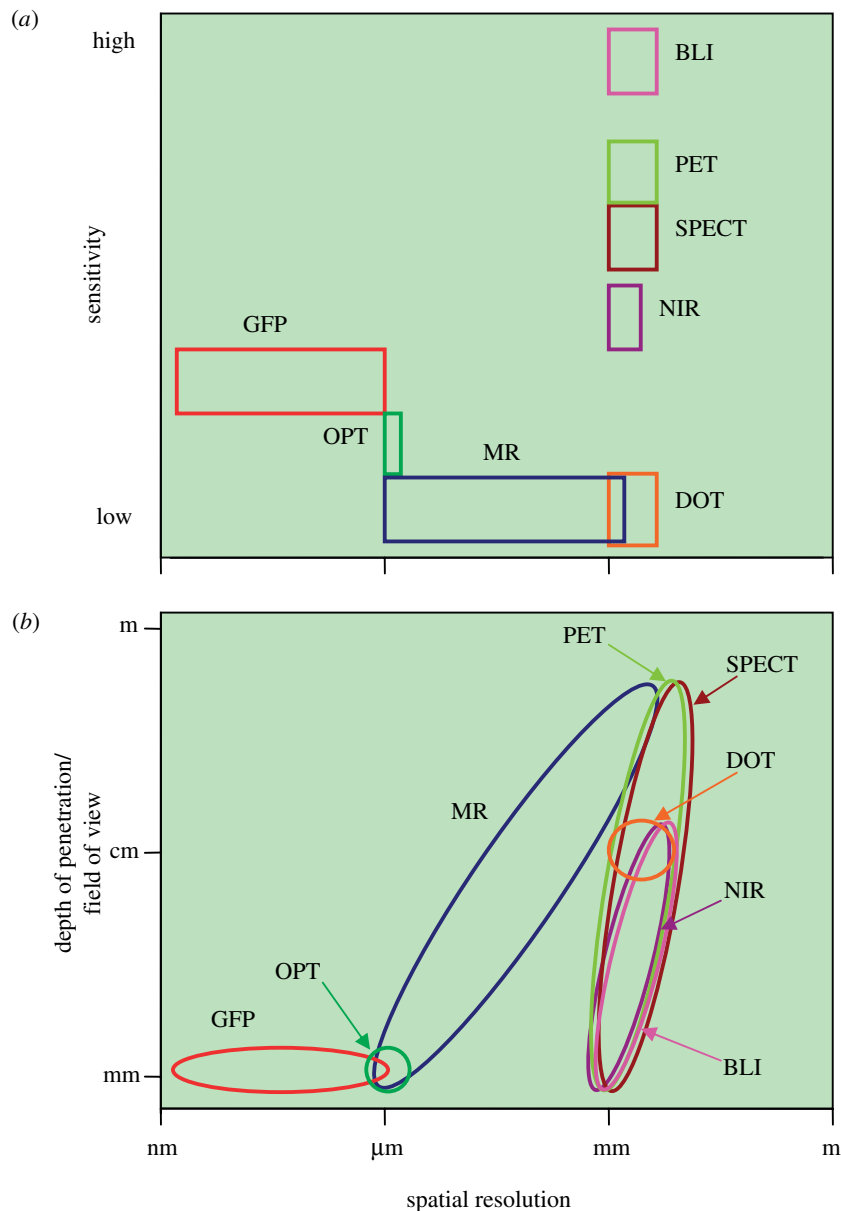 (a)
high
BLI
PET
SPECT
sensitivity
NIR
GFP
OPT
MR
DOT
low
(b)
m
PET
SPECT
DOT
MR
depth of penetration/
field of view
cm
NIR
OPT
GFP
mm
BLI
nm μm mm m
spatial resolution